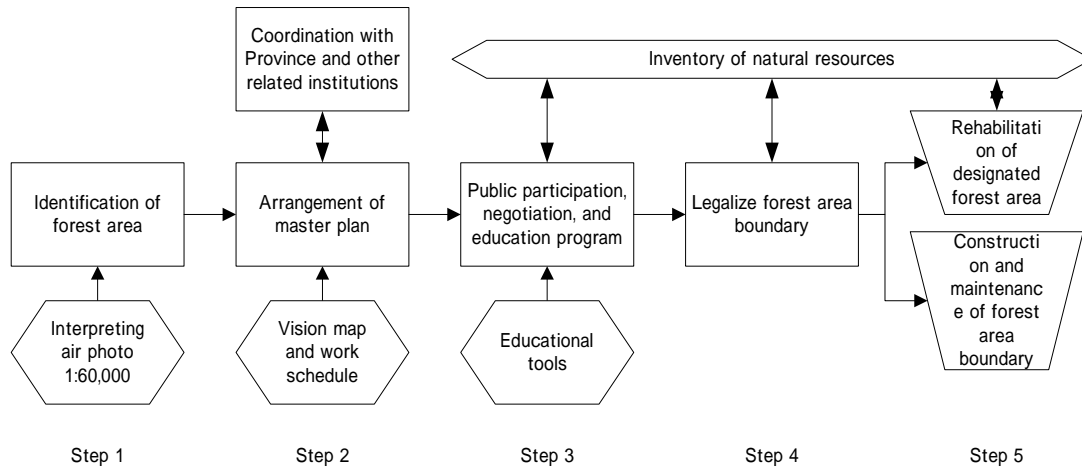 Coordination with
Province and other
related institutions
Inventory of natural resources
Identification of
forest area
Arrangement of
master plan
Public participation,
negotiation, and
education program
Legalize forest area
boundary
Rehabilitati
on of
designated
forest area
Constructi
on and
maintenanc
e of forest
area
boundary
Interpreting
air photo
1:60,000
Vision map
and work
schedule
Educational
tools
Step 1
Step 2
Step 3
Step 4
Step 5